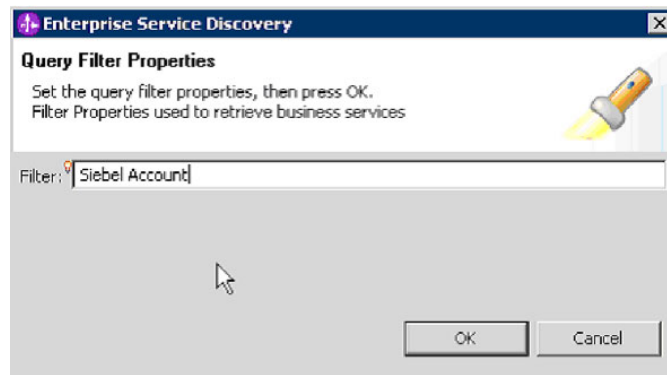 Enterprise Service Discovery
Query Filter Properties
Set the query filter properties, then press OK.
Filter Properties used to retrieve business services
Filter: Siebel Account
OK Cancel